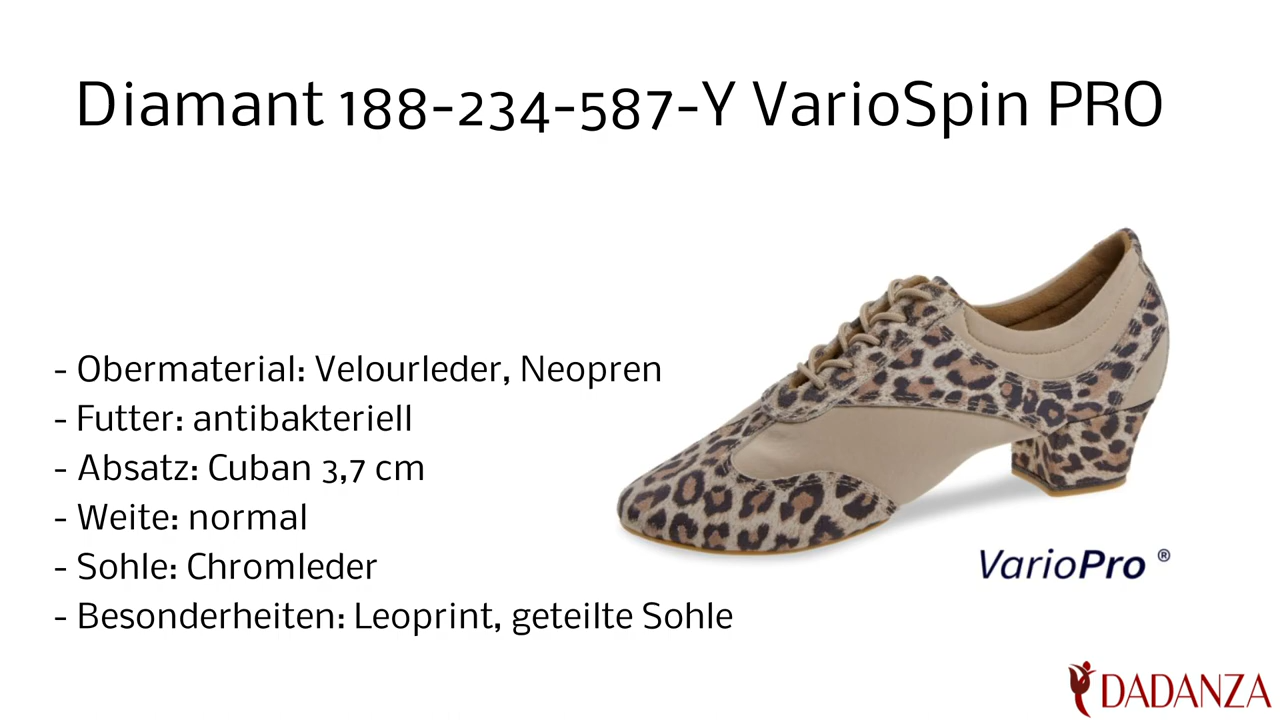 Diamant 188-234-587-Y VarioSpin PRO
- Obermaterial: Velourleder, Neopren
- Futter: antibakteriell
- Absatz: Cuban 3,7 cm
- Weite: normal
- Sohle: Chromleder
- Besonderheiten: Leoprint, geteilte Sohle
VarioPro ®
DADANZA